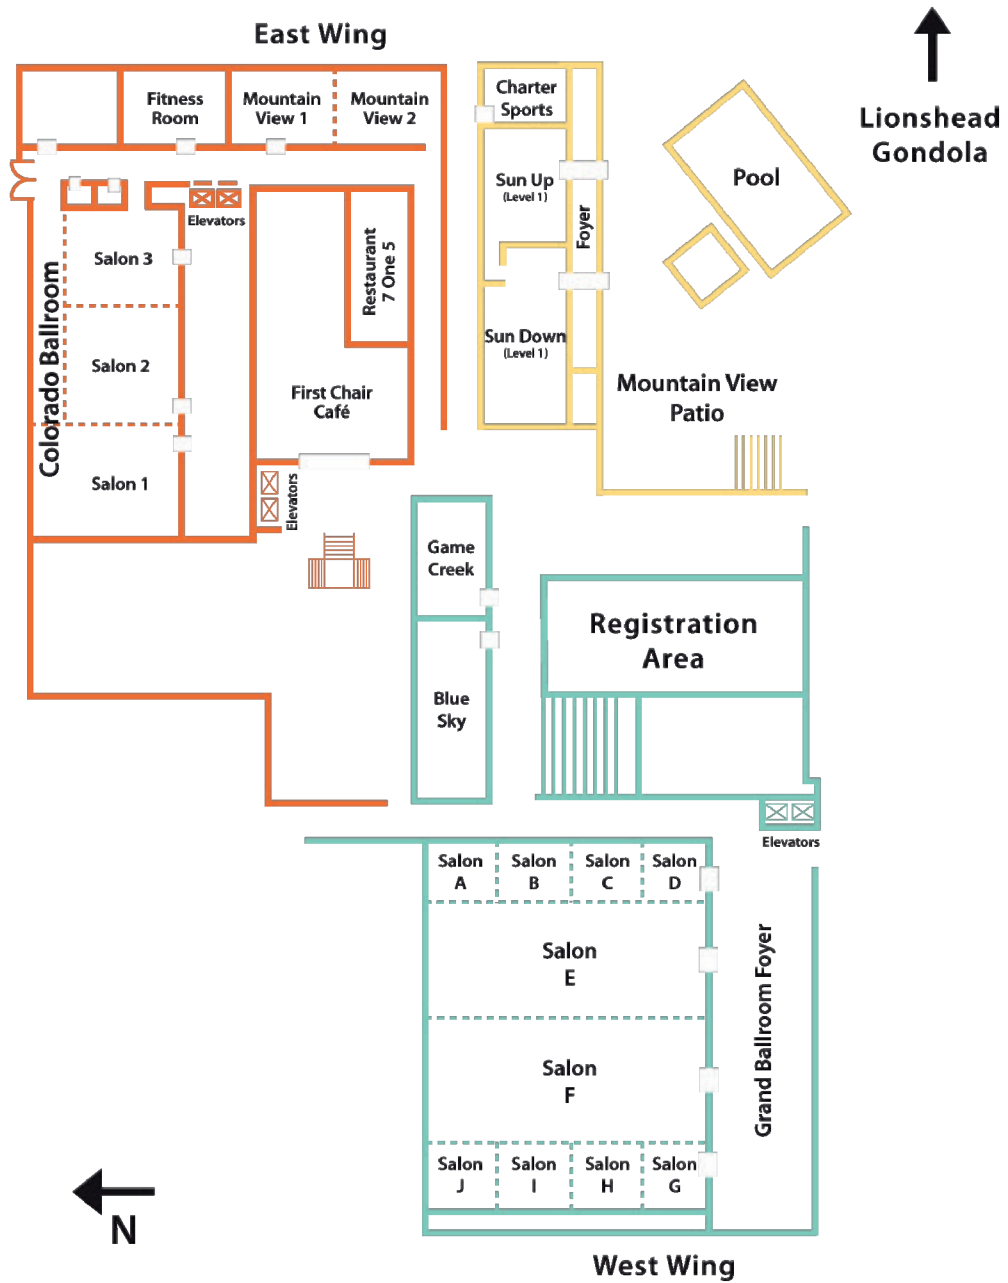 East Wing
Lionshead
Gondola
Fitness
Room
Mountain
View 1
Mountain
View 2
Charter
Sports
Sun Up
(Level 1)
Foyer
Pool
Elevators
Salon 3
Colorado Ballroom
Salon 2
Salon 1
Restaurant
7 One 5
First Chair
Café
Elevators
Sun Down
(Level 1)
Mountain View
Patio
Game
Creek
Blue
Sky
Registration
Area
Elevators
Salon
A
Salon
B
Salon
C
Salon
D
Salon
E
Salon
F
Grand Ballroom Foyer
Salon
J
Salon
I
Salon
H
Salon
G
N
West Wing